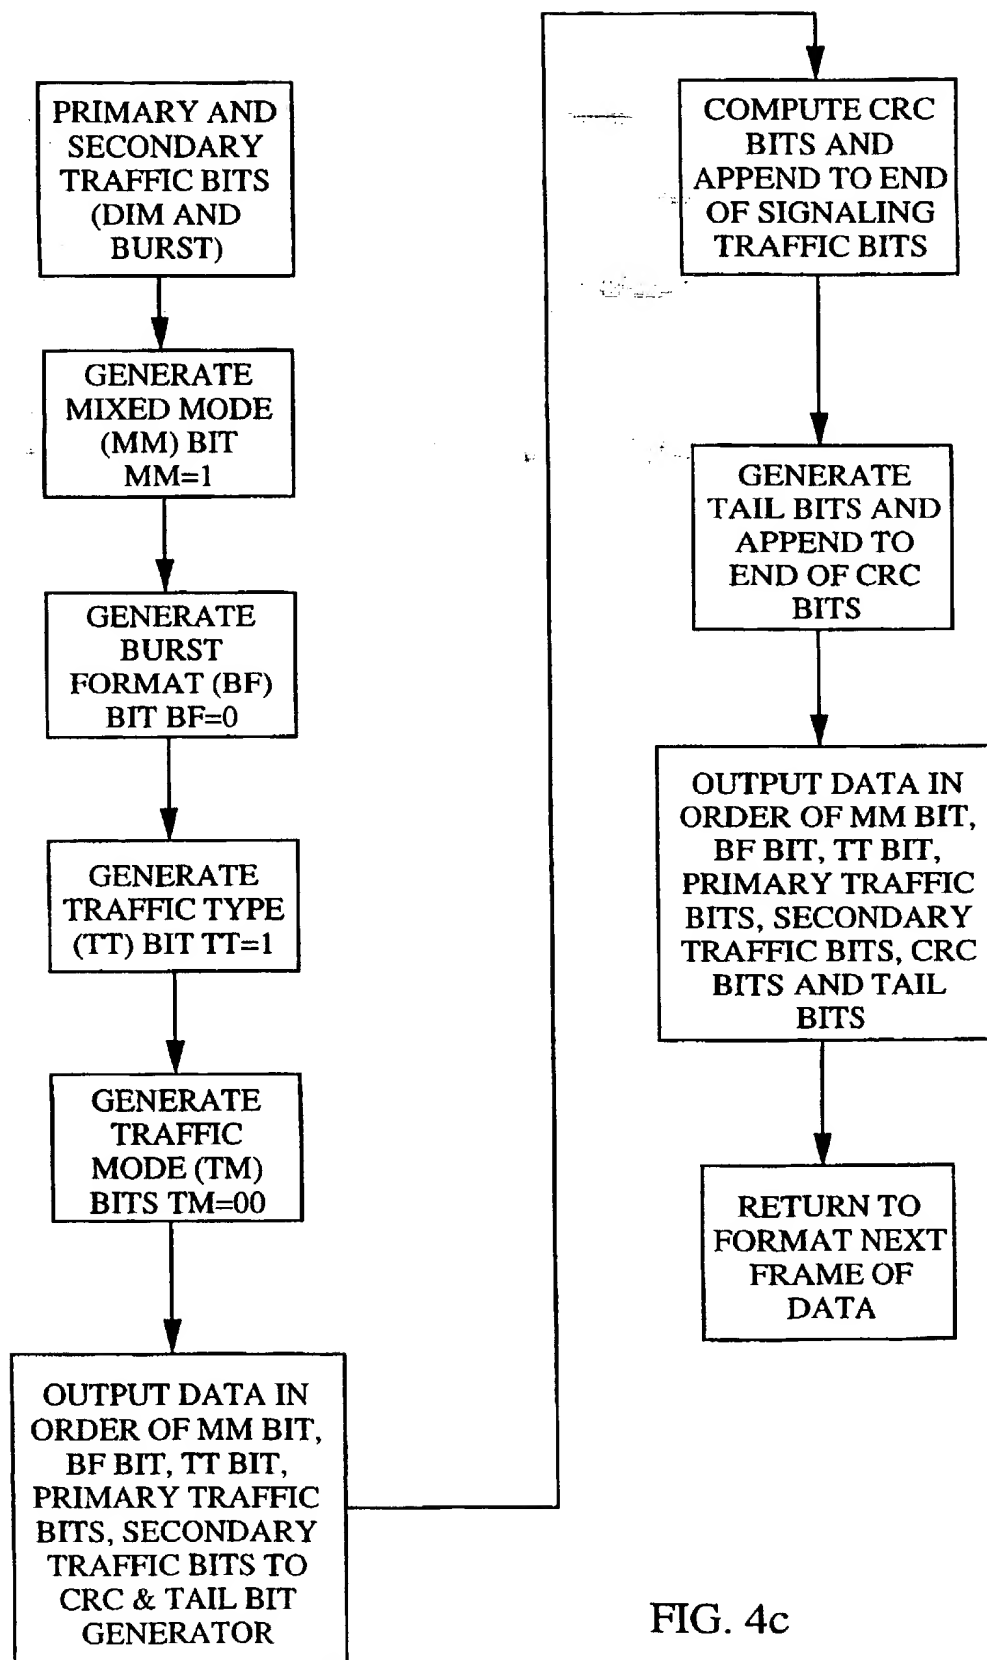 PRIMARY AND
SECONDARY
TRAFFIC BITS
(DIM AND
BURST)
GENERATE
MIXED MODE
(MM) BIT
MM=1
GENERATE
BURST
FORMAT (BF)
BIT BF=0
GENERATE
TRAFFIC TYPE
(TT) BIT TT=1
GENERATE
TRAFFIC
MODE (TM)
BITS TM=00
OUTPUT DATA IN
ORDER OF MM BIT,
BF BIT, TT BIT,
PRIMARY TRAFFIC
BITS, SECONDARY
TRAFFIC BITS TO
CRC & TAIL BIT
GENERATOR
COMPUTE CRC
BITS AND
APPEND TO END
OF SIGNALING
TRAFFIC BITS
GENERATE
TAIL BITS AND
APPEND TO
END OF CRC
BITS
OUTPUT DATA IN
ORDER OF MM BIT,
BF BIT, TT BIT,
PRIMARY TRAFFIC
BITS, SECONDARY
TRAFFIC BITS, CRC
BITS AND TAIL
BITS
RETURN TO
FORMAT NEXT
FRAME OF
DATA
FIG. 4c